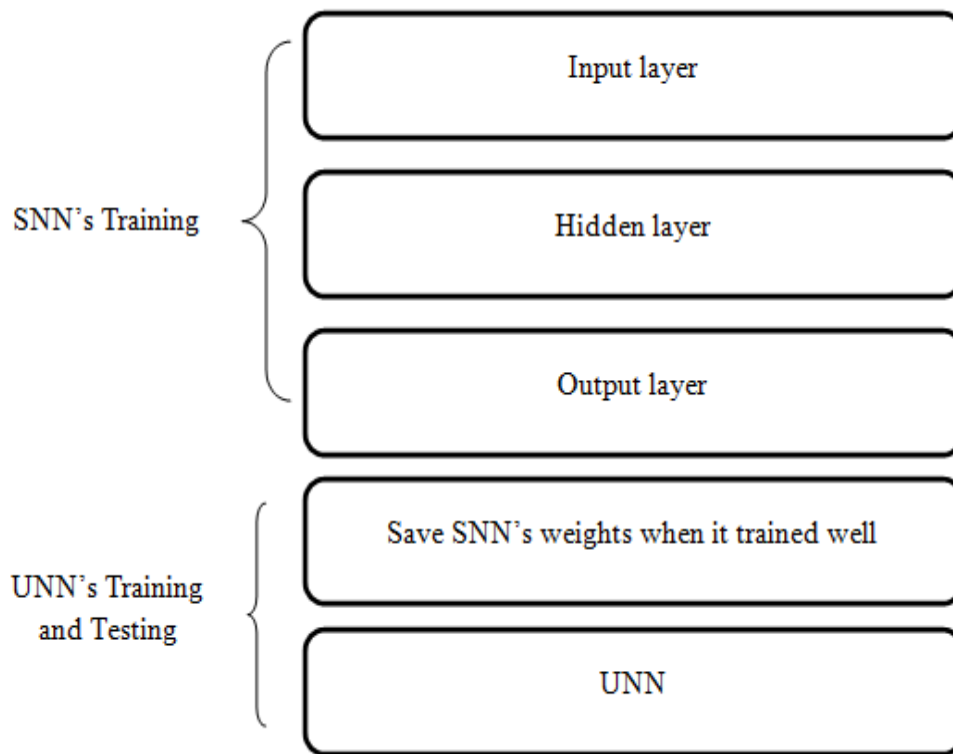 Input layer
Hidden layer
SNN’s Training
Output layer
Save SNN’s weights when it trained well
UNN’s Training
and Testing
UNN